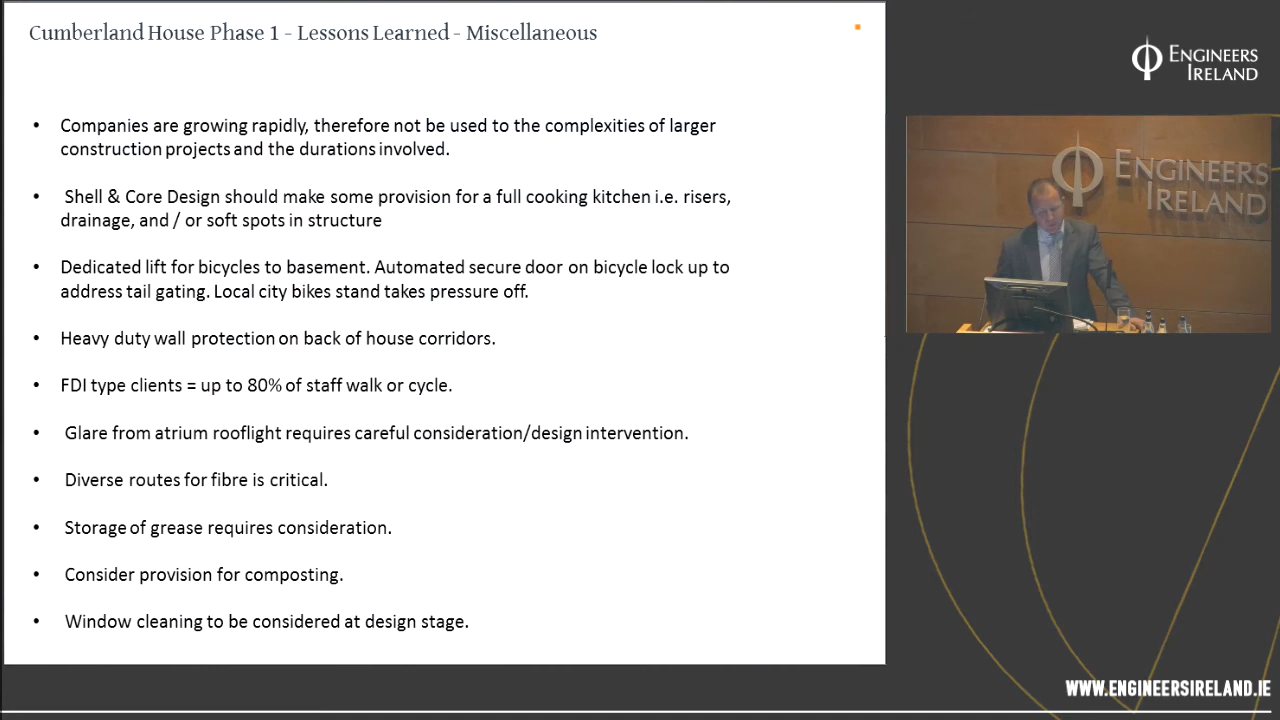 Cumberland House Phase 1 - Lessons Learned - Miscellaneous
• Companies are growing rapidly, therefore not be used to the complexities of larger
construction projects and the durations involved.
• Shell & Core Design should make some provision for a full cooking kitchen i.e. risers,
drainage, and / or soft spots in structure
• Dedicated lift for bicycles to basement. Automated secure door on bicycle lock up to
address tail gating. Local city bikes stand takes pressure off.
• Heavy duty wall protection on back of house corridors.
• FDI type clients = up to 80% of staff walk or cycle.
• Glare from atrium rooflight requires careful consideration/design intervention.
• Diverse routes for fibre is critical.
• Storage of grease requires consideration.
• Consider provision for composting.
• Window cleaning to be considered at design stage.
ENGINEERS
IRELAND
ENGINEERS
IRELAND
WWW.ENGINEERSIRELAND.IE